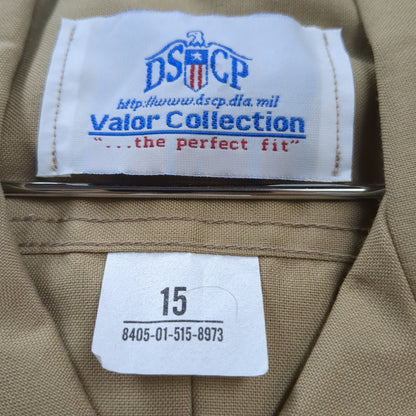 DSCP
http://www.dscp.dla.mil
Valor Collection
"...the perfect fit"
15
8405-01-515-8973